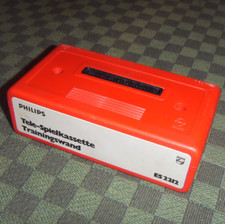 PHILIPS
Tele-Spielkassette
Trainingswand
ES 2212